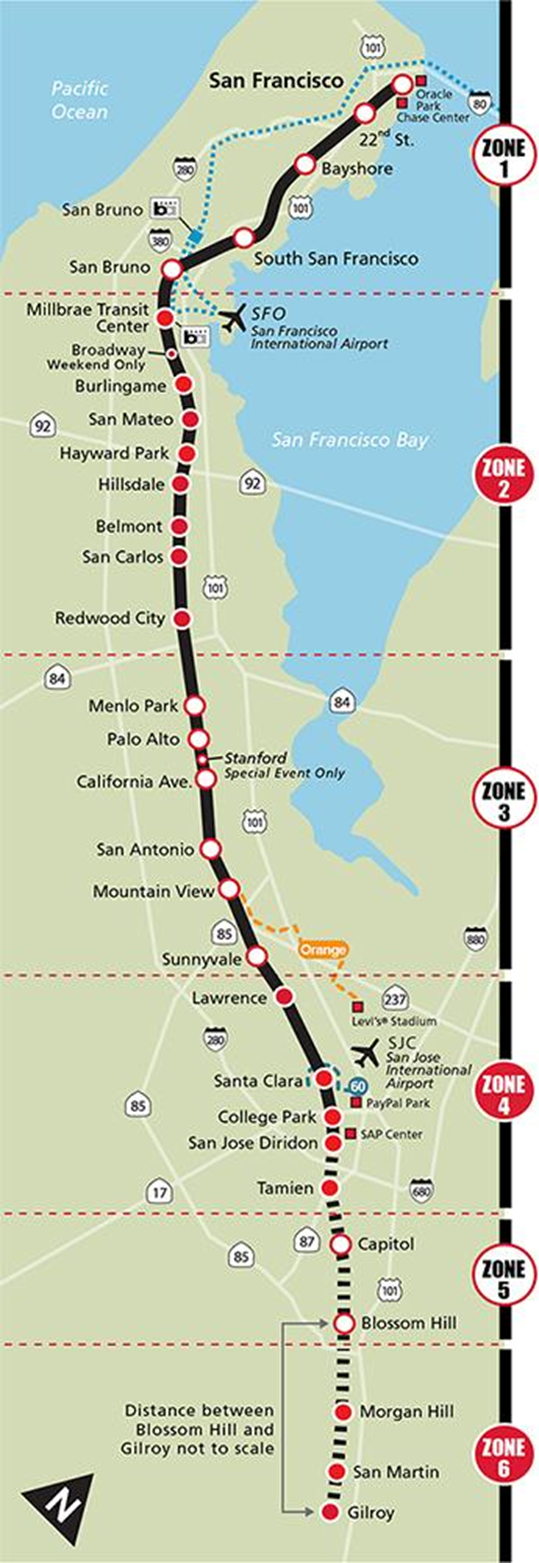 101
Pacific
Ocean
San Francisco
Oracle
Park
Chase Center
80
22nd St.
ZONE
1
Bayshore
280
101
San Bruno
380
South San Francisco
San Bruno
Millbrae Transit
Center
SFO
San Francisco
International Airport
Broadway
Weekend Only
Burlingame
San Mateo
92
San Francisco Bay
Hayward Park
ZONE
2
Hillsdale
92
Belmont
San Carlos
101
Redwood City
84
84
Menlo Park
Palo Alto
Stanford
Special Event Only
California Ave.
ZONE
3
101
San Antonio
Mountain View
85
Orange
880
Sunnyvale
Lawrence
237
Levi's® Stadium
280
SJC
San Jose
International
Airport
Santa Clara
60
ZONE
4
85
PayPal Park
College Park
SAP Center
San Jose Diridon
17
Tamien
680
87
Capitol
85
ZONE
5
101
Blossom Hill
Distance between
Blossom Hill and
Gilroy not to scale
Morgan Hill
ZONE
6
San Martin
N
Gilroy